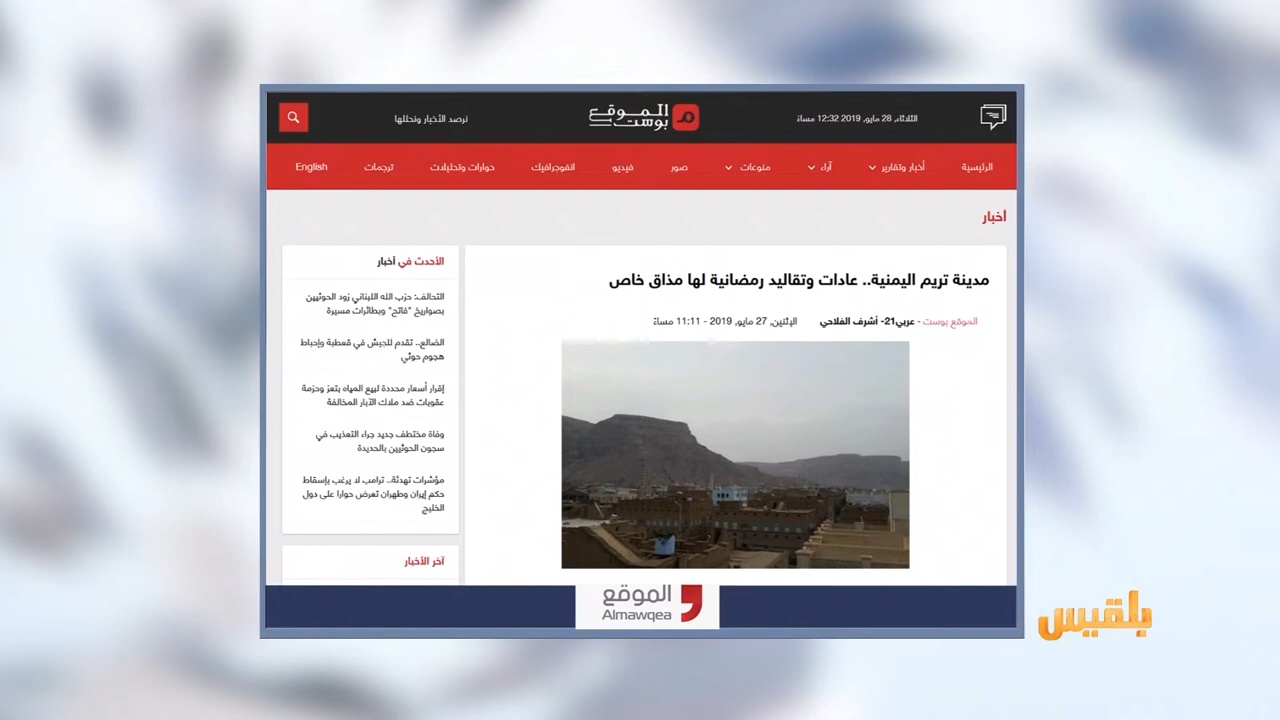 الثلاثاء, 28 مايو, 2019 12:32 مساءً
الموقع
بوست
نرصد الأخبار ونحللها
الرئيسية
أخبار وتقارير
آراء
منوعات
صور
فيديو
انفوجرافيك
حوارات وتحليلات
ترجمات
English
أخبار
مدينة تريم اليمنية.. عادات وتقاليد رمضانية لها مذاق خاص
الموقع بوست - عربي21- أشرف الفلاحي
الإثنين, 27 مايو, 2019 - 11:11 مساءً
الأحدث في أخبار
التحالف: حزب الله اللبناني زود الحوثيين
بصواريخ "فاتح" وبطائرات مسيرة
الضالع.. تقدم للجيش في قعطبة وإحباط
هجوم حوثي
إقرار أسعار محددة لبيع المياه بتعز وحزمة
عقوبات ضد ملاك الآبار المخالفة
وفاة مختطف جديد جراء التعذيب في
سجون الحوثيين بالحديدة
مؤشرات تهدئة.. ترامب لا يرغب بإسقاط
حكم إيران وطهران تعرض حوارا على دول
الخليج
آخر الأخبار
الموقع
Almawqea
بلقيس